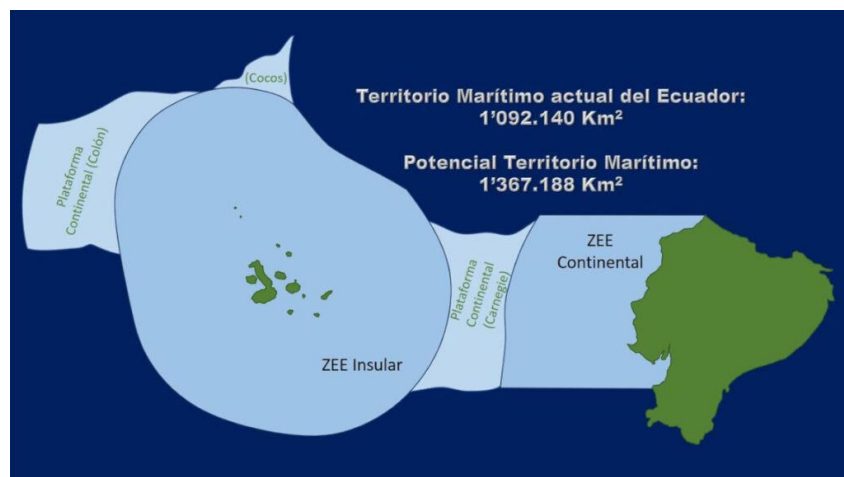 (Cocos)
Territorio Marítimo actual del Ecuador:
1’092.140 Km²
Potencial Territorio Marítimo:
1’367.188 Km²
Plataforma
Continental (Colón)
Plataforma
Continental
(Carnegie)
ZEE
Continental
ZEE Insular